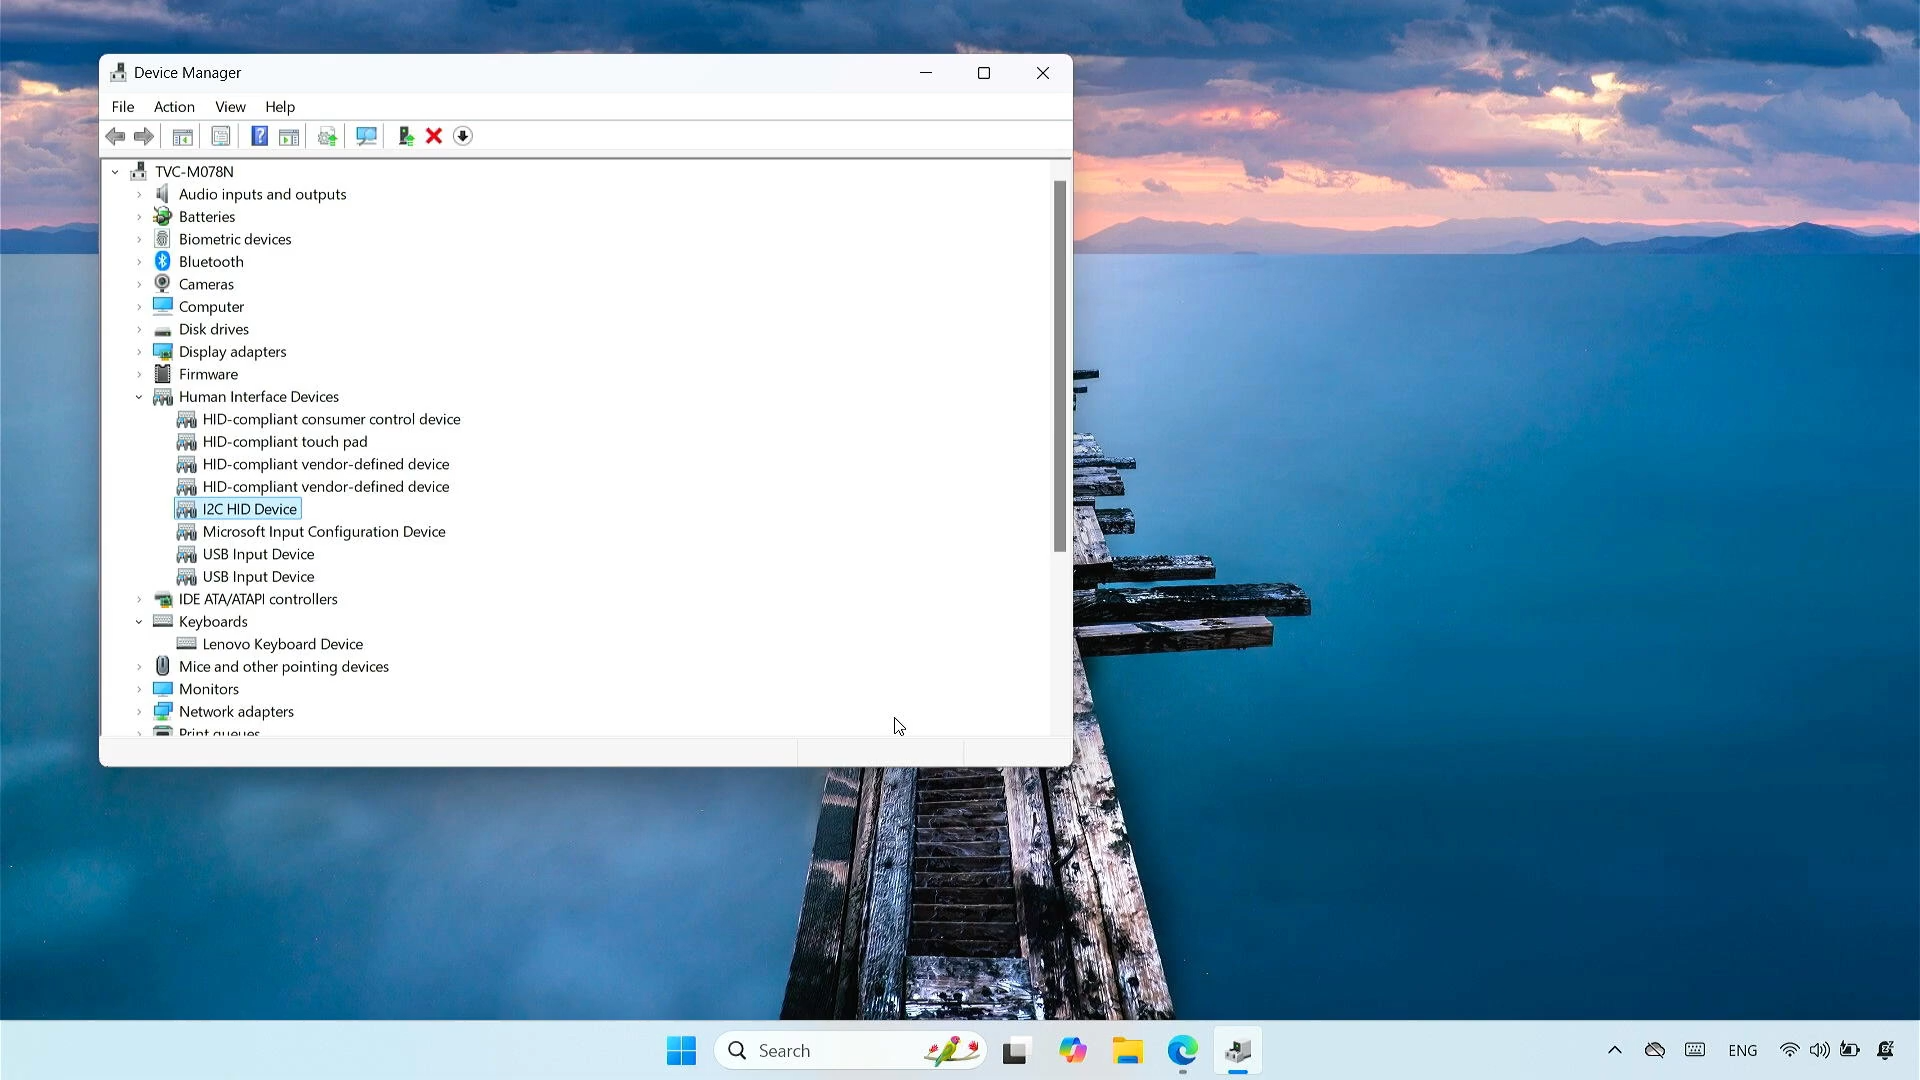 Device Manager
File Action View Help
TVC-M078N
Audio inputs and outputs
Batteries
Biometric devices
Bluetooth
Cameras
Computer
Disk drives
Display adapters
Firmware
Human Interface Devices
HID-compliant consumer control device
HID-compliant touch pad
HID-compliant vendor-defined device
HID-compliant vendor-defined device
I2C HID Device
Microsoft Input Configuration Device
USB Input Device
USB Input Device
IDE ATA/ATAPI controllers
Keyboards
Lenovo Keyboard Device
Mice and other pointing devices
Monitors
Network adapters
Print queues
Search
ENG